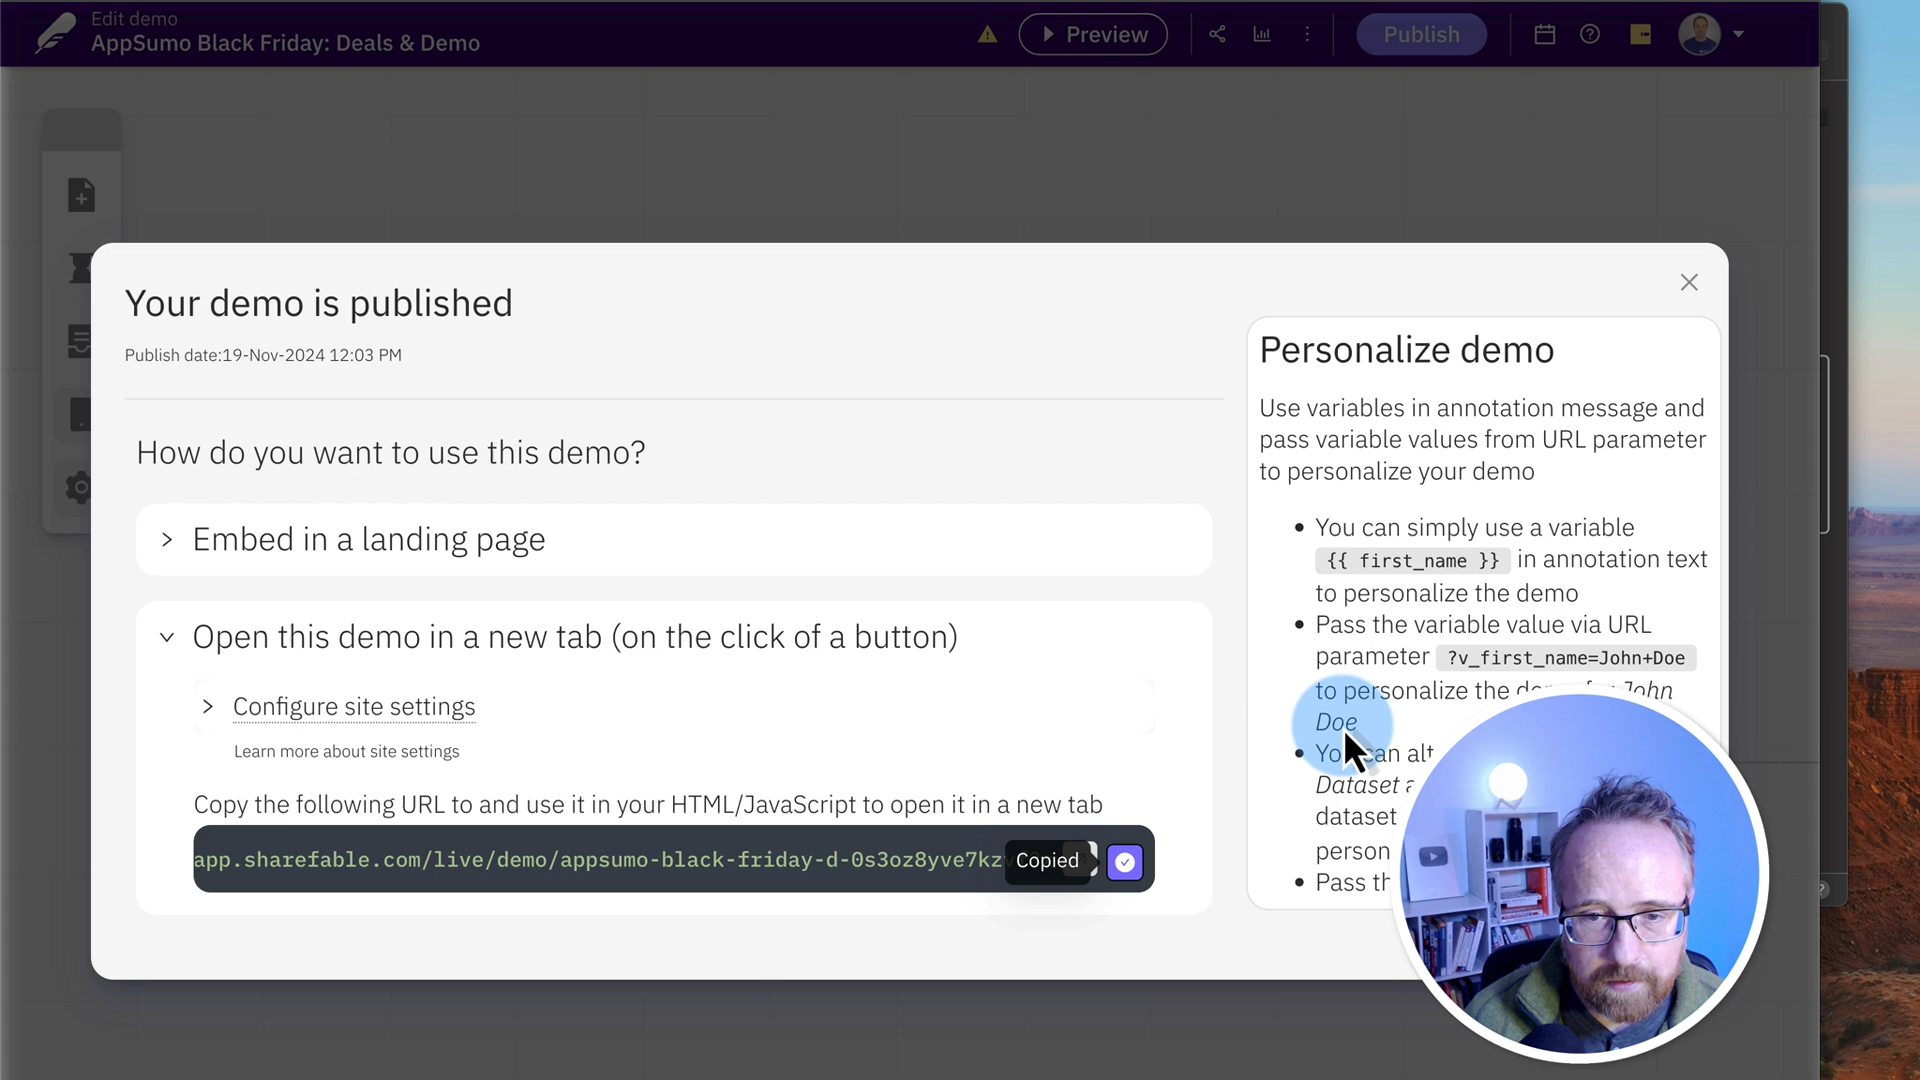 Edit demo
AppSumo Black Friday: Deals & Demo
Preview
Publish
Your demo is published
Publish date:19-Nov-2024 12:03 PM
How do you want to use this demo?
Embed in a landing page
Open this demo in a new tab (on the click of a button)
Configure site settings
Learn more about site settings
Copy the following URL to and use it in your HTML/JavaScript to open it in a new tab
app.sharefable.com/live/demo/appsumo-black-friday-d-0s3oz8yve7kz
Copied
Personalize demo
Use variables in annotation message and
pass variable values from URL parameter
to personalize your demo
• You can simply use a variable
{{ first_name }} in annotation text
to personalize the demo
• Pass the variable value via URL
parameter ?v_first_name=John+Doe
to personalize the John
Doe
• You can alt
Dataset
dataset
person
• Pass th